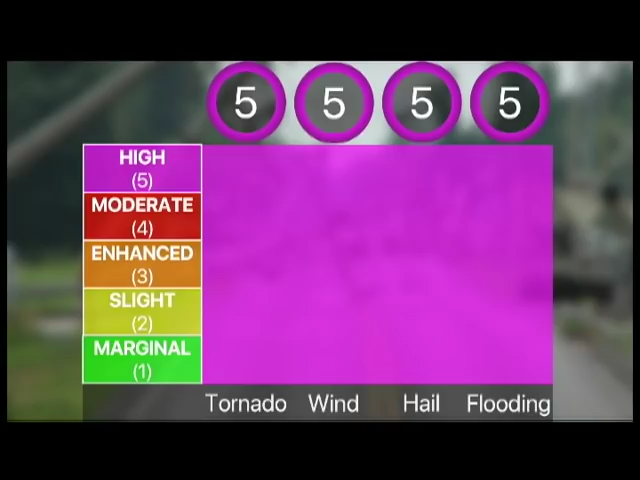 5 5 5 5
HIGH
(5)
MODERATE
(4)
ENHANCED
(3)
SLIGHT
(2)
MARGINAL
(1)
Tornado Wind Hail Flooding